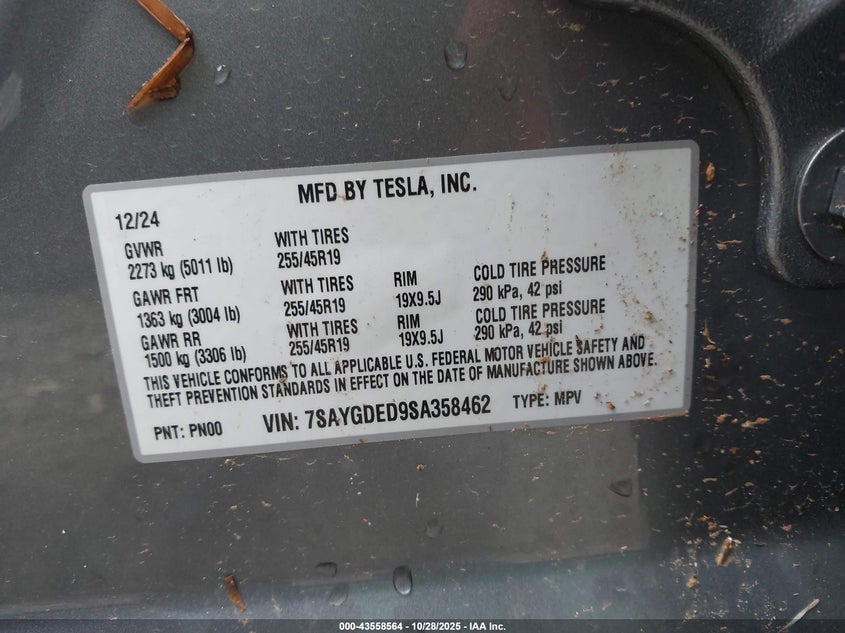 MFD BY TESLA, INC.
12/24
GVWR
2273 kg (5011 lb)
WITH TIRES
255/45R19
GAWR FRT
1363 kg (3004 lb)
WITH TIRES
255/45R19
RIM
19X9.5J
COLD TIRE PRESSURE
290 kPa, 42 psi
GAWR RR
1500 kg (3306 lb)
WITH TIRES
255/45R19
RIM
19X9.5J
COLD TIRE PRESSURE
290 kPa, 42 psi
THIS VEHICLE CONFORMS TO ALL APPLICABLE U.S. FEDERAL MOTOR VEHICLE SAFETY AND
THEFT PREVENTION STANDARDS IN EFFECT ON THE DATE OF MANUFACTURE SHOWN ABOVE.
PNT: PN00 VIN: 7SAYGDED9SA358462 TYPE: MPV
000-43558564 - 10/28/2025 - IAA Inc.